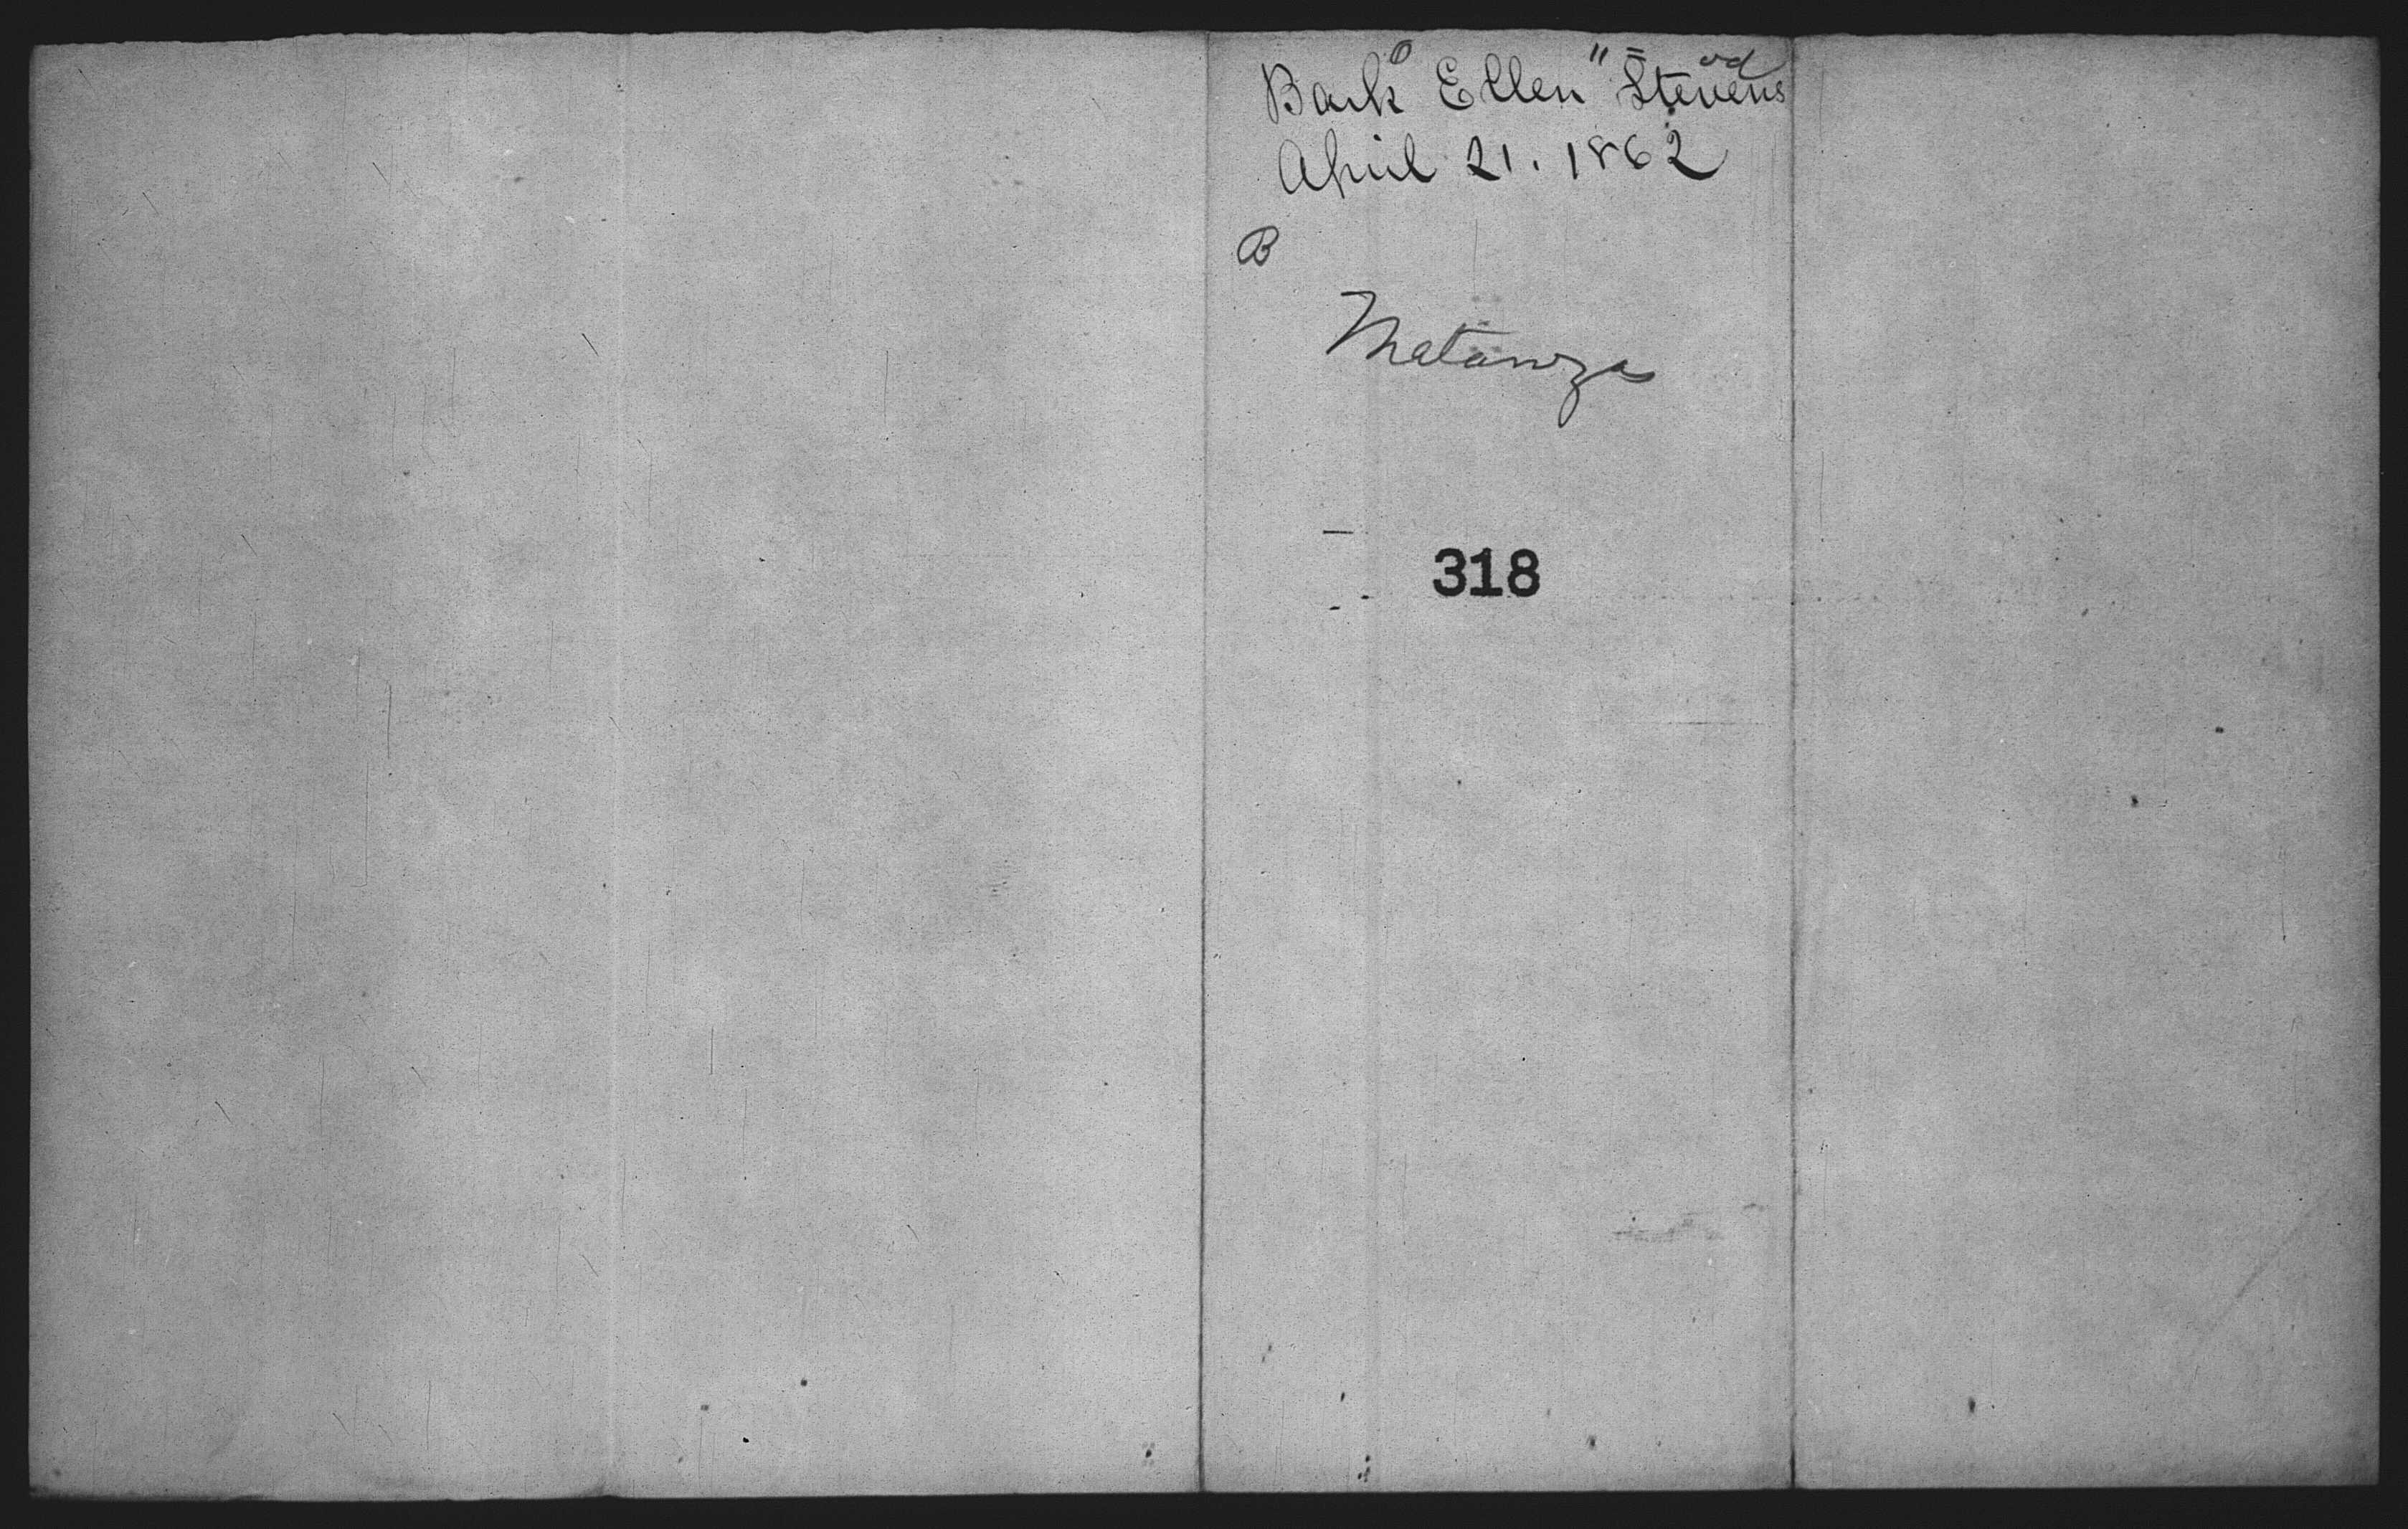 Bark "Ellen" Stevens
April 21. 1862
B
Matanzas
318